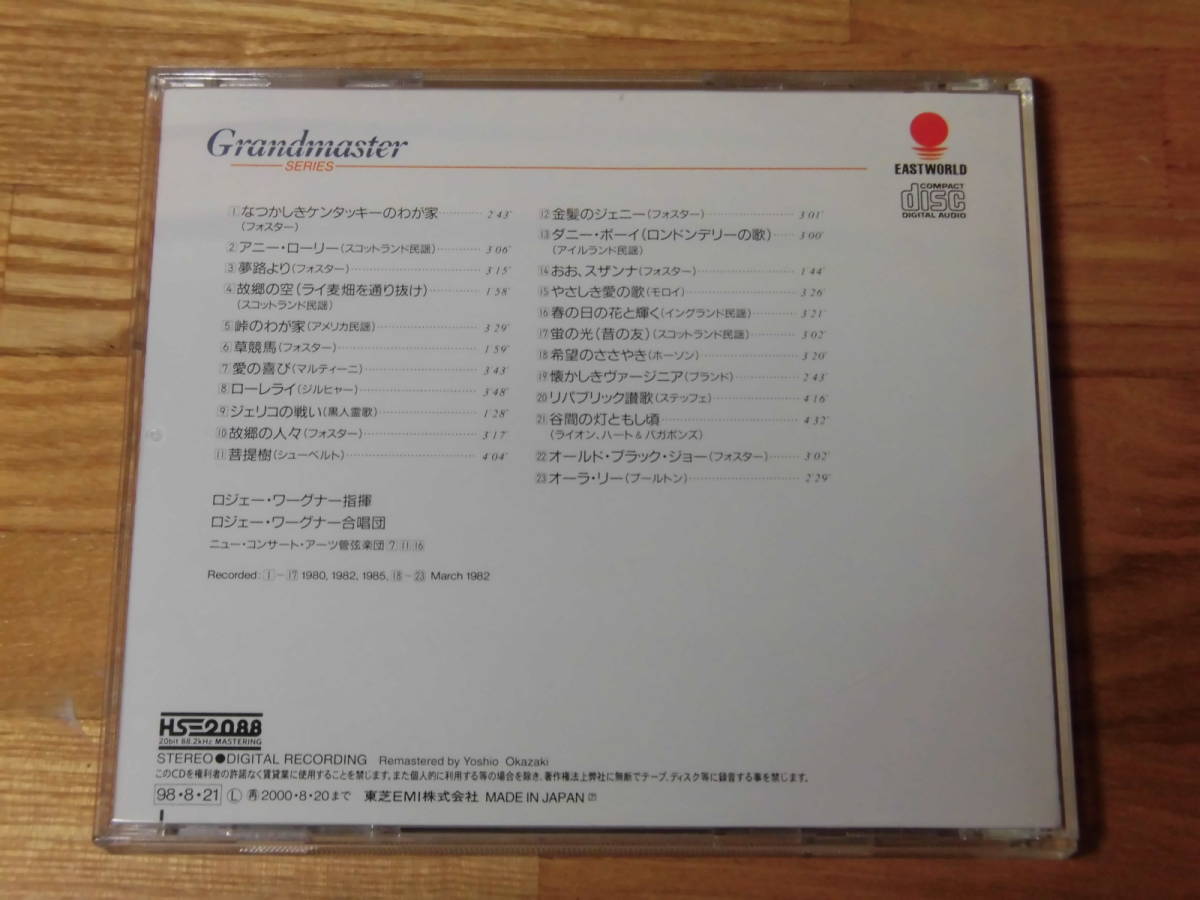 Grandmaster
SERIES
EASTWORLD
COMPACT
disc
DIGITAL AUDIO
1 なつかしきケンタッキーのわが家 2'43"
(フォスター)
2 アニー・ローリー(スコットランド民謡) 3'06"
3 夢路より(フォスター) 3'15"
4 故郷の空(ライ麦畑を通り抜け) 1'58"
(スコットランド民謡)
5 峠のわが家(アメリカ民謡) 3'29"
6 草競馬(フォスター) 1'59"
7 愛の喜び(マルティーニ) 3'43"
8 ローレライ(ジルヒャー) 3'48"
9 ジェリコの戦い(黒人霊歌) 1'28"
10 故郷の人々(フォスター) 3'17"
11 菩提樹(シューベルト) 4'04"
12 金髪のジェニー(フォスター) 3'01"
13 ダニー・ボーイ(ロンドンデリーの歌) 3'00"
(アイルランド民謡)
14 おお、スザンナ(フォスター) 1'44"
15 やさしき愛の歌(モロイ) 3'26"
16 春の日の花と輝く(イングランド民謡) 3'21"
17 蛍の光(昔の友)(スコットランド民謡) 3'02"
18 希望のささやき(ホーソン) 3'20"
19 懐かしきヴァージニア(ブランド) 2'43"
20 リパブリック讃歌(ステッフェ) 4'16"
21 谷間の灯ともし頃 4'32"
(ライオン、ハート&バガボンズ)
22 オールド・ブラック・ジョー(フォスター) 3'02"
23 オーラ・リー(プールトン) 2'29"
ロジェー・ワーグナー指揮
ロジェー・ワーグナー合唱団
ニュー・コンサート・アーツ管弦楽団 7 11 16
Recorded: 1 – 17 1980, 1982, 1985, 18 – 23 March 1982
HS-2088
20bit 88.2kHz MASTERING
STEREO●DIGITAL RECORDING Remastered by Yoshio Okazaki
このCDを権利者の許諾なく賃貸業に使用することを禁じます。また個人的に利用する等の場合を除き、著作権法上弊社に無断でテープ、ディスク等に録音する事を禁じます。
98・8・21 Ⓛ ㊢2000・8・20まで 東芝EMI株式会社 MADE IN JAPAN